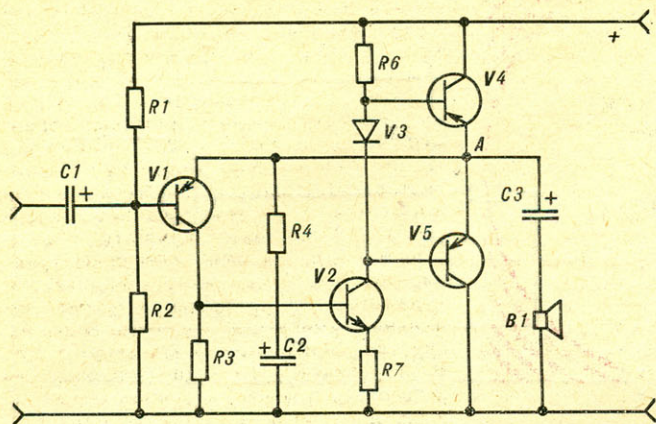 +
R6
V4
R1
V3
A
C1
+
V1
C3
+
R4
V5
V2
R2
B1
R3
+
C2
R7